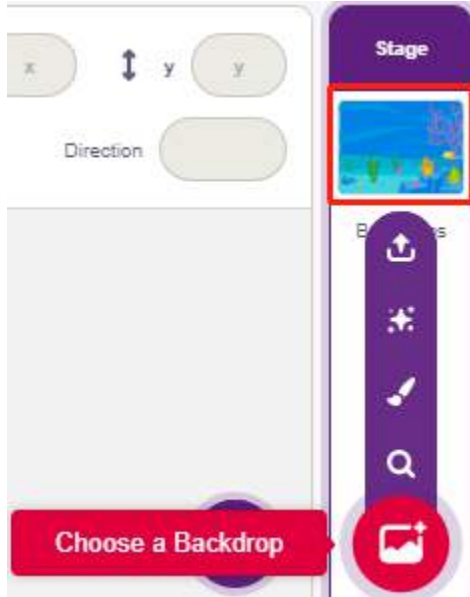 Stage
x
y
y
Direction
Choose a Backdrop